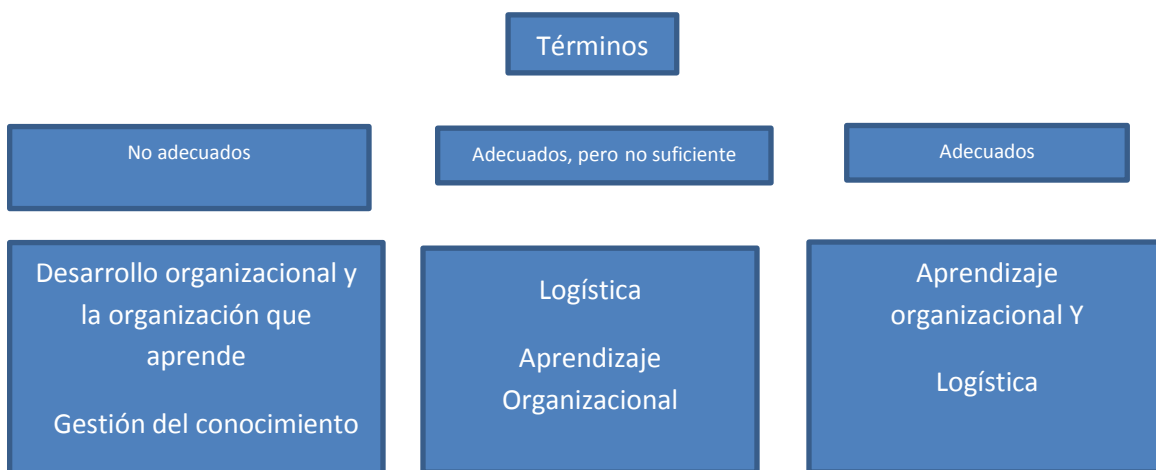 Términos
No adecuados
Adecuados, pero no suficiente
Adecuados
Desarrollo organizacional y
la organización que
aprende
Gestión del conocimiento
Logística
Aprendizaje
Organizacional
Aprendizaje
organizacional Y
Logística